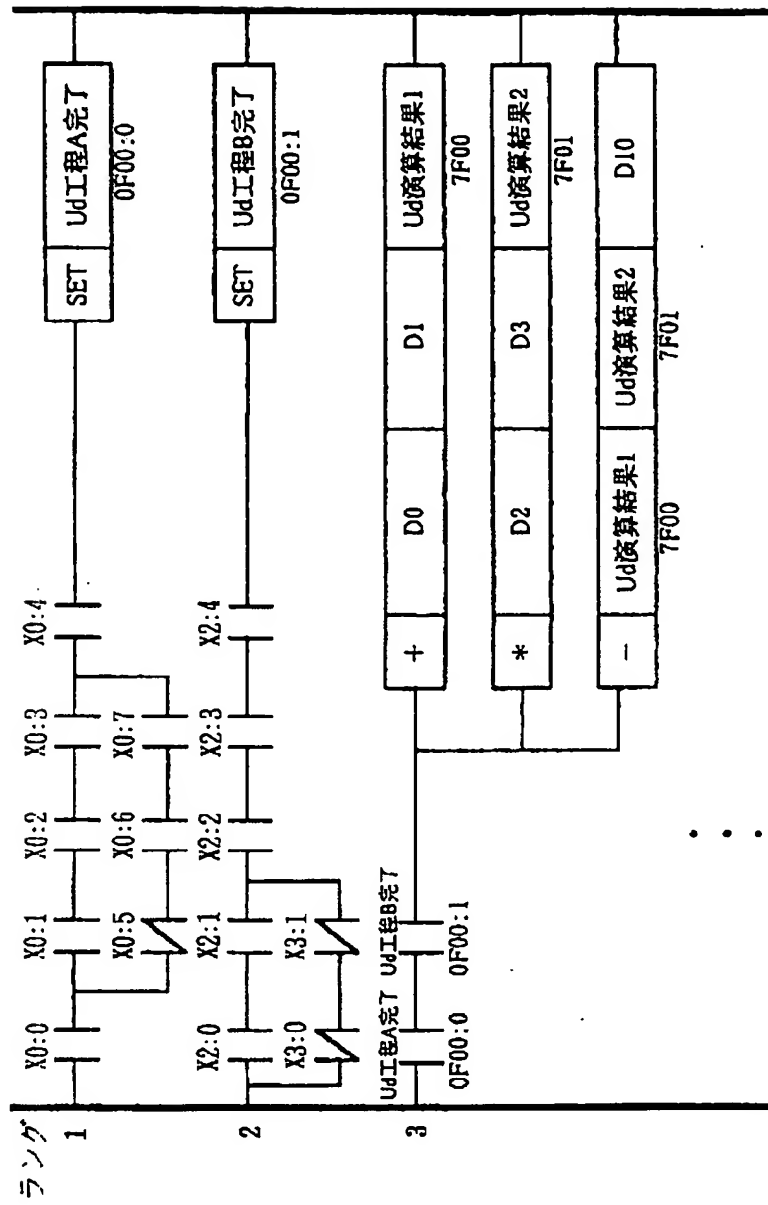 ラング
1
X0:0 X0:1 X0:2 X0:3 X0:4
SET Ud工程A完了
0F00:0
X0:5 X0:6 X0:7
2
X2:0 X2:1 X2:2 X2:3 X2:4
SET Ud工程B完了
0F00:1
X3:0 X3:1
3
Ud工程A完了 Ud工程B完了
0F00:0 0F00:1
+ D0 D1 Ud演算結果1
7F00
* D2 D3 Ud演算結果2
7F01
- Ud演算結果1 Ud演算結果2 D10
7F00 7F01